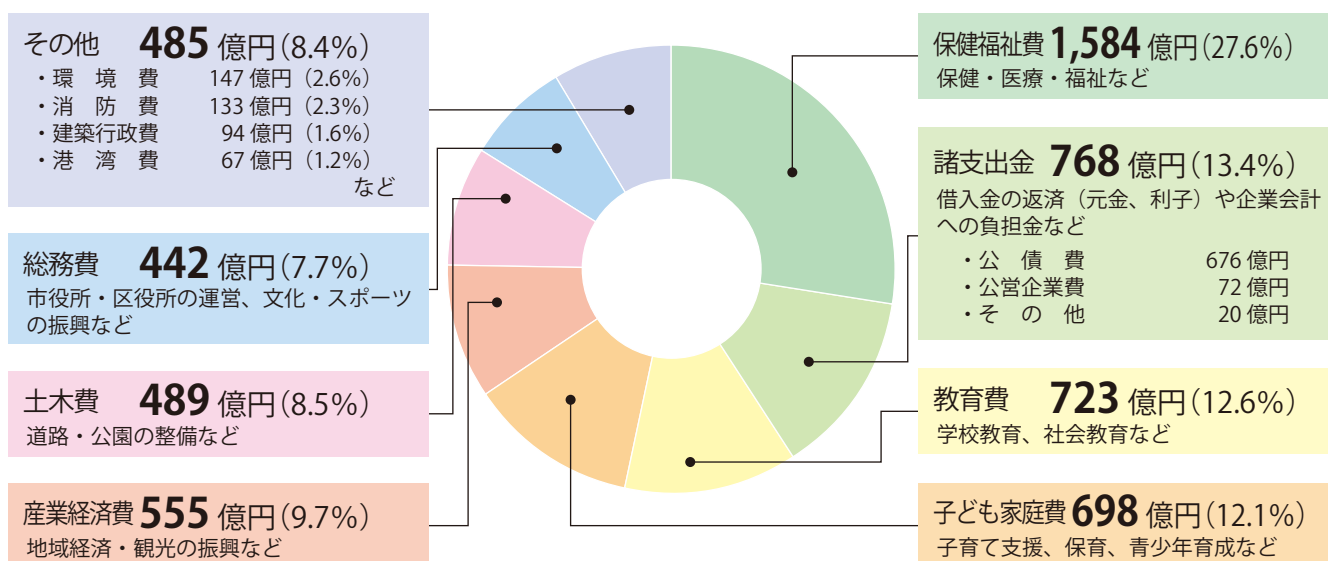 その他 485 億円(8.4%)
・環　境　費 147 億円（2.6%）
・消　防　費 133 億円（2.3%）
・建築行政費 94 億円（1.6%）
・港　湾　費 67 億円（1.2%）
など
総務費 442 億円(7.7%)
市役所・区役所の運営、文化・スポーツ
の振興など
土木費 489 億円(8.5%)
道路・公園の整備など
産業経済費 555 億円(9.7%)
地域経済・観光の振興など
保健福祉費 1,584 億円(27.6%)
保健・医療・福祉など
諸支出金 768 億円(13.4%)
借入金の返済（元金、利子）や企業会計
への負担金など
・公　債　費 676 億円
・公営企業費 72 億円
・そ　の　他 20 億円
教育費 723 億円(12.6%)
学校教育、社会教育など
子ども家庭費 698 億円(12.1%)
子育て支援、保育、青少年育成など